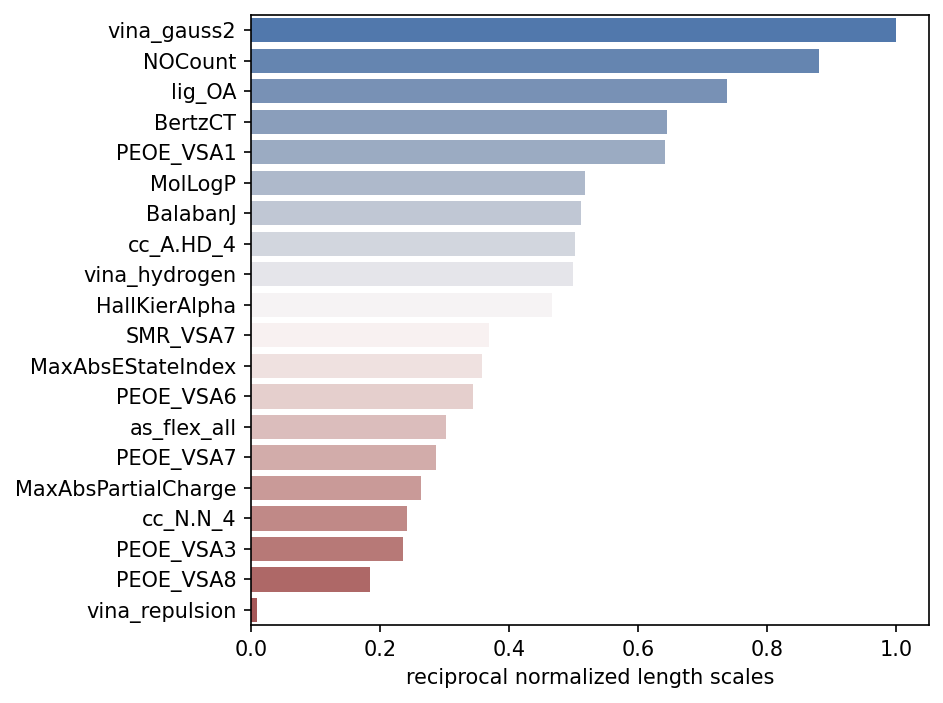 vina_gauss2
NOCount
lig_OA
BertzCT
PEOE_VSA1
MolLogP
BalabanJ
cc_A.HD_4
vina_hydrogen
HallKierAlpha
SMR_VSA7
MaxAbsEStateIndex
PEOE_VSA6
as_flex_all
PEOE_VSA7
MaxAbsPartialCharge
cc_N.N_4
PEOE_VSA3
PEOE_VSA8
vina_repulsion
0.0 0.2 0.4 0.6 0.8 1.0
reciprocal normalized length scales